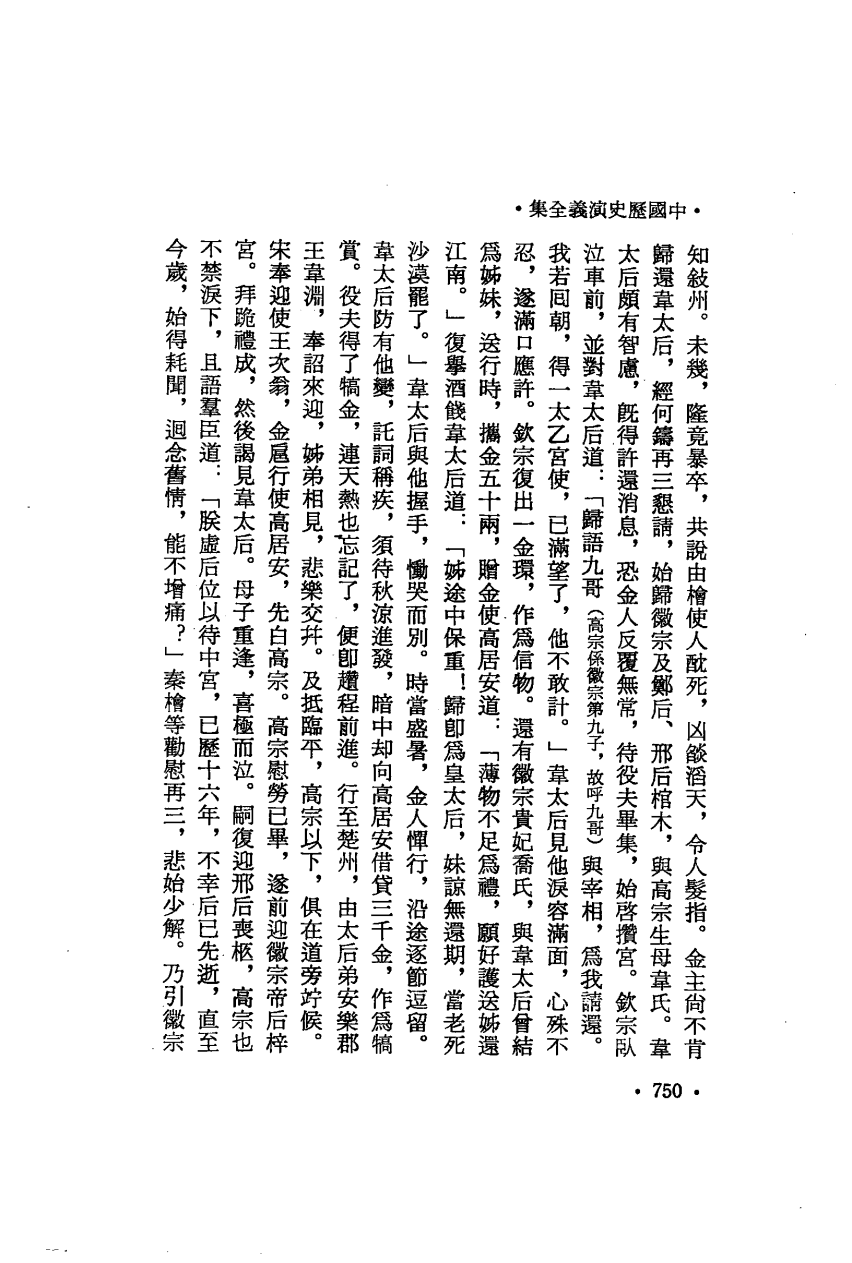 •中國歷史演義全集•
知敍州。未幾，隆竟暴卒，共說由檜使人酖死，凶燄滔天，令人髮指。金主尙不肯
歸還韋太后，經何鑄再三懇請，始歸徽宗及鄭后、邢后棺木，與高宗生母韋氏。韋
太后頗有智慮，旣得許還消息，恐金人反覆無常，待役夫畢集，始啓攢宮。欽宗臥
泣車前，並對韋太后道：「歸語九哥（高宗係徽宗第九子，故呼九哥）與宰相，爲我請還。
我若回朝，得一太乙宮使，已滿望了，他不敢計。」韋太后見他淚容滿面，心殊不
忍，遂滿口應許。欽宗復出一金環，作爲信物。還有徽宗貴妃喬氏，與韋太后曾結
爲姊妹，送行時，攜金五十兩，贈金使高居安道：「薄物不足爲禮，願好護送姊還
江南。」復擧酒餞韋太后道：「姊途中保重！歸卽爲皇太后，妹諒無還期，當老死
沙漠罷了。」韋太后與他握手，慟哭而別。時當盛暑，金人憚行，沿途逐節逗留。
韋太后防有他變，託詞稱疾，須待秋涼進發，暗中却向高居安借貸三千金，作爲犒
賞。役夫得了犒金，連天熱也忘記了，便卽趲程前進。行至楚州，由太后弟安樂郡
王韋淵，奉詔來迎，姊弟相見，悲樂交幷。及抵臨平，高宗以下，俱在道旁竚候。
宋奉迎使王次翁，金扈行使高居安，先白高宗。高宗慰勞已畢，遂前迎徽宗帝后梓
宮。拜跪禮成，然後謁見韋太后。母子重逢，喜極而泣。嗣復迎邢后喪柩，高宗也
不禁淚下，且語羣臣道：「朕虛后位以待中宮，已歷十六年，不幸后已先逝，直至
今歲，始得耗聞，迴念舊情，能不增痛？」秦檜等勸慰再三，悲始少解。乃引徽宗
•750•